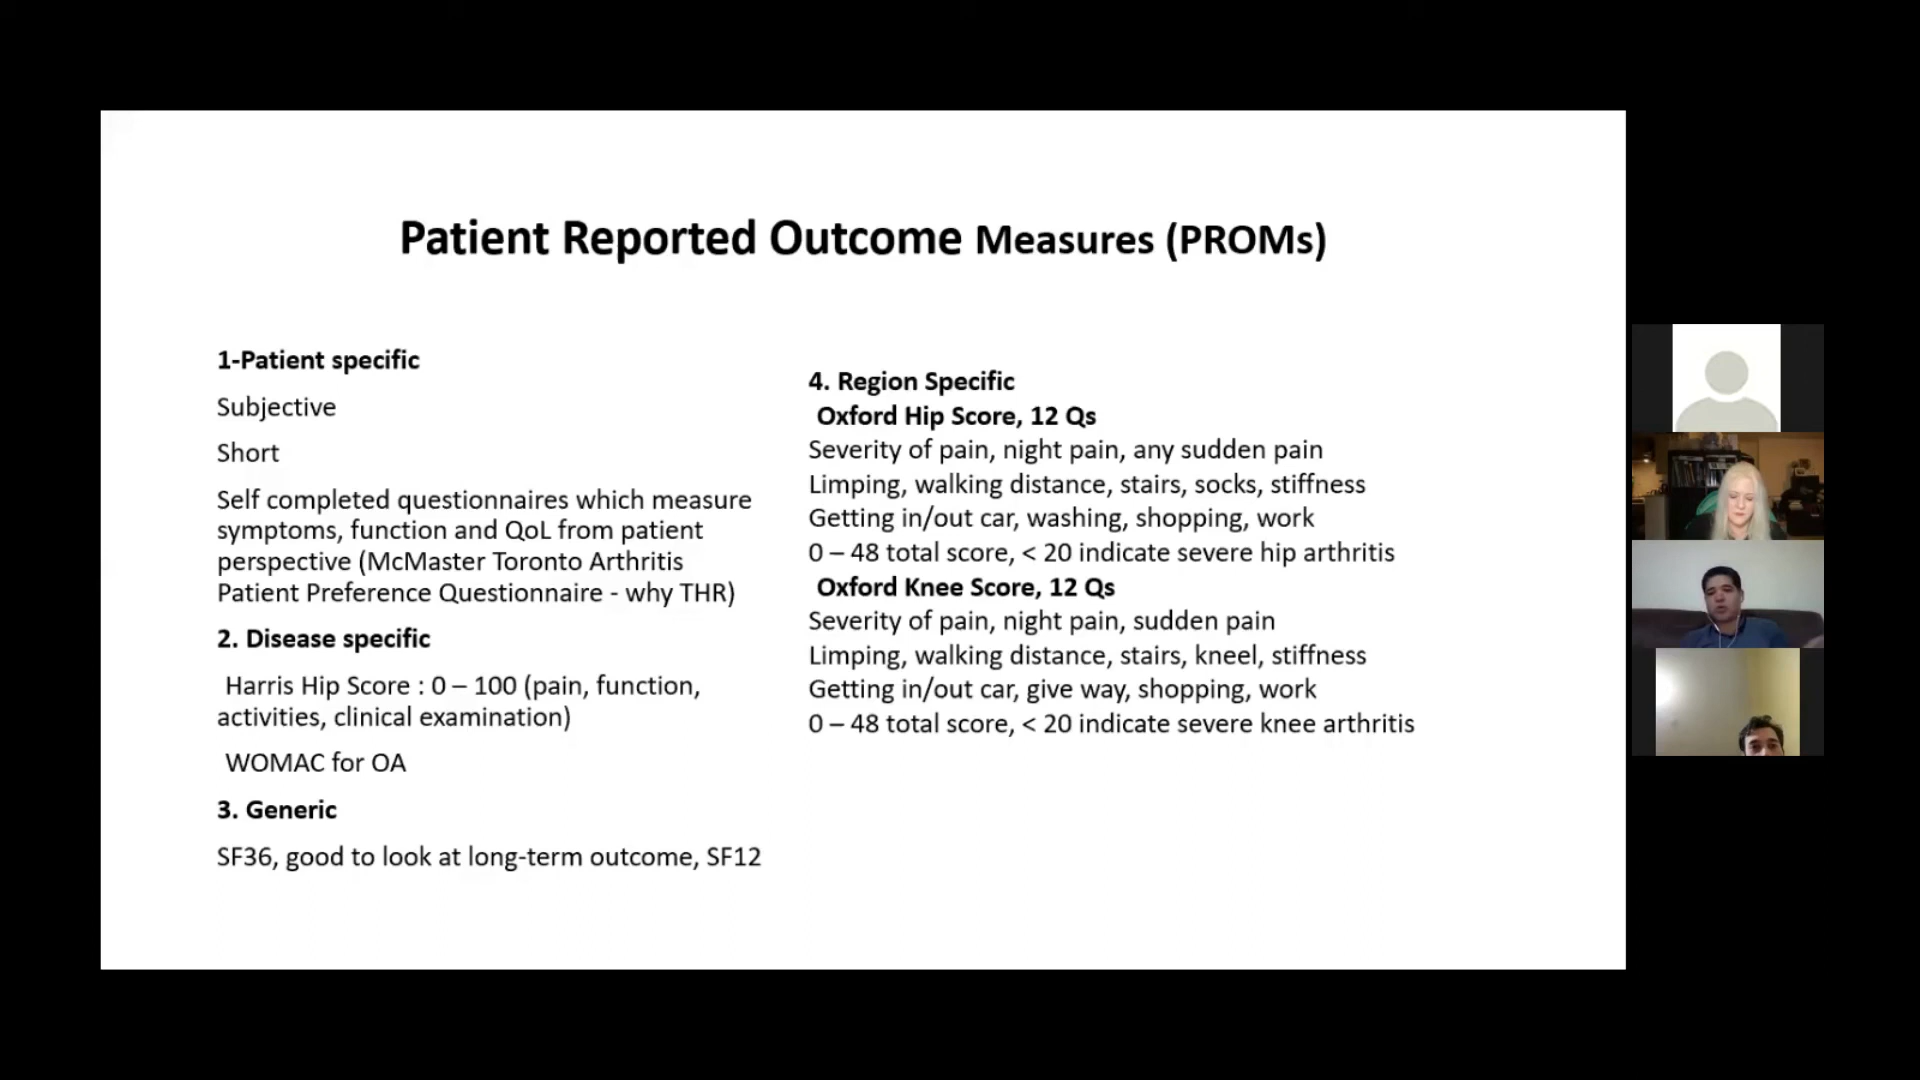 Patient Reported Outcome Measures (PROMs)
1-Patient specific
Subjective
Short
Self completed questionnaires which measure
symptoms, function and QoL from patient
perspective (McMaster Toronto Arthritis
Patient Preference Questionnaire - why THR)
2. Disease specific
Harris Hip Score : 0 – 100 (pain, function,
activities, clinical examination)
WOMAC for OA
3. Generic
SF36, good to look at long-term outcome, SF12
4. Region Specific
Oxford Hip Score, 12 Qs
Severity of pain, night pain, any sudden pain
Limping, walking distance, stairs, socks, stiffness
Getting in/out car, washing, shopping, work
0 – 48 total score, < 20 indicate severe hip arthritis
Oxford Knee Score, 12 Qs
Severity of pain, night pain, sudden pain
Limping, walking distance, stairs, kneel, stiffness
Getting in/out car, give way, shopping, work
0 – 48 total score, < 20 indicate severe knee arthritis